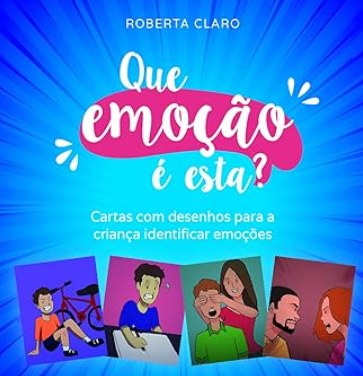 ROBERTA CLARO
Que
emoção
é esta?
Cartas com desenhos para a
criança identificar emoções